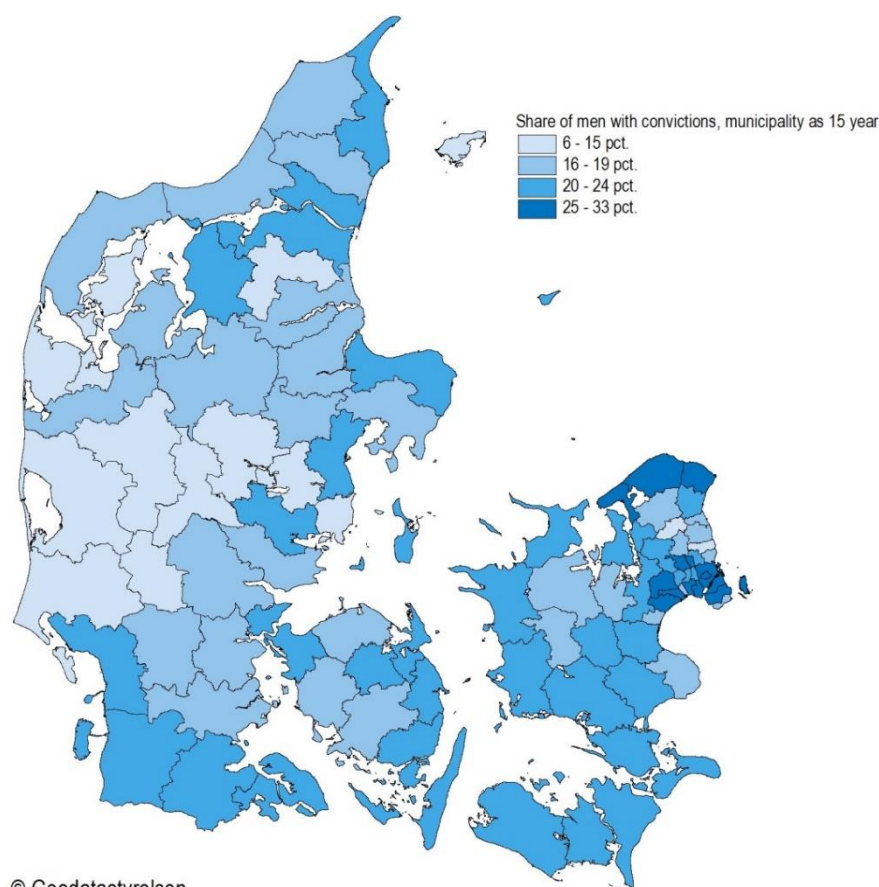 Share of men with convictions, municipality as 15 year
6 - 15 pct.
16 - 19 pct.
20 - 24 pct.
25 - 33 pct.
© Geodatastyrelsen